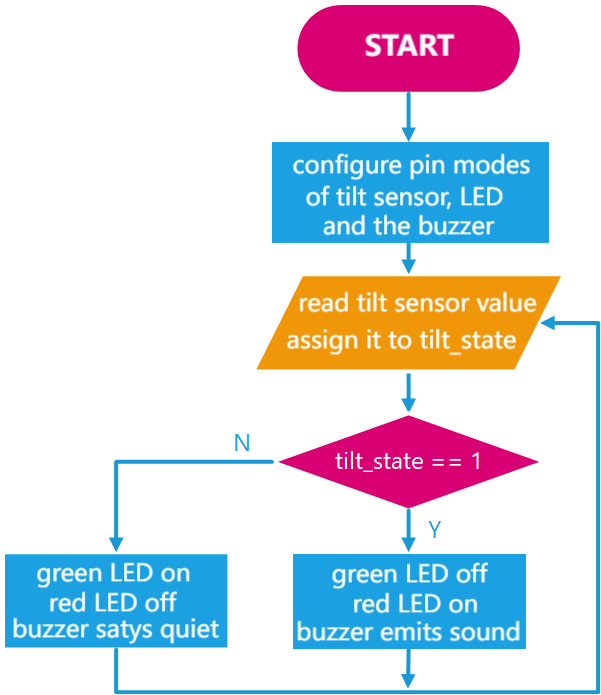 START
configure pin modes
of tilt sensor, LED
and the buzzer
read tilt sensor value
assign it to tilt_state
tilt_state == 1
N
Y
green LED on
red LED off
buzzer satys quiet
green LED off
red LED on
buzzer emits sound